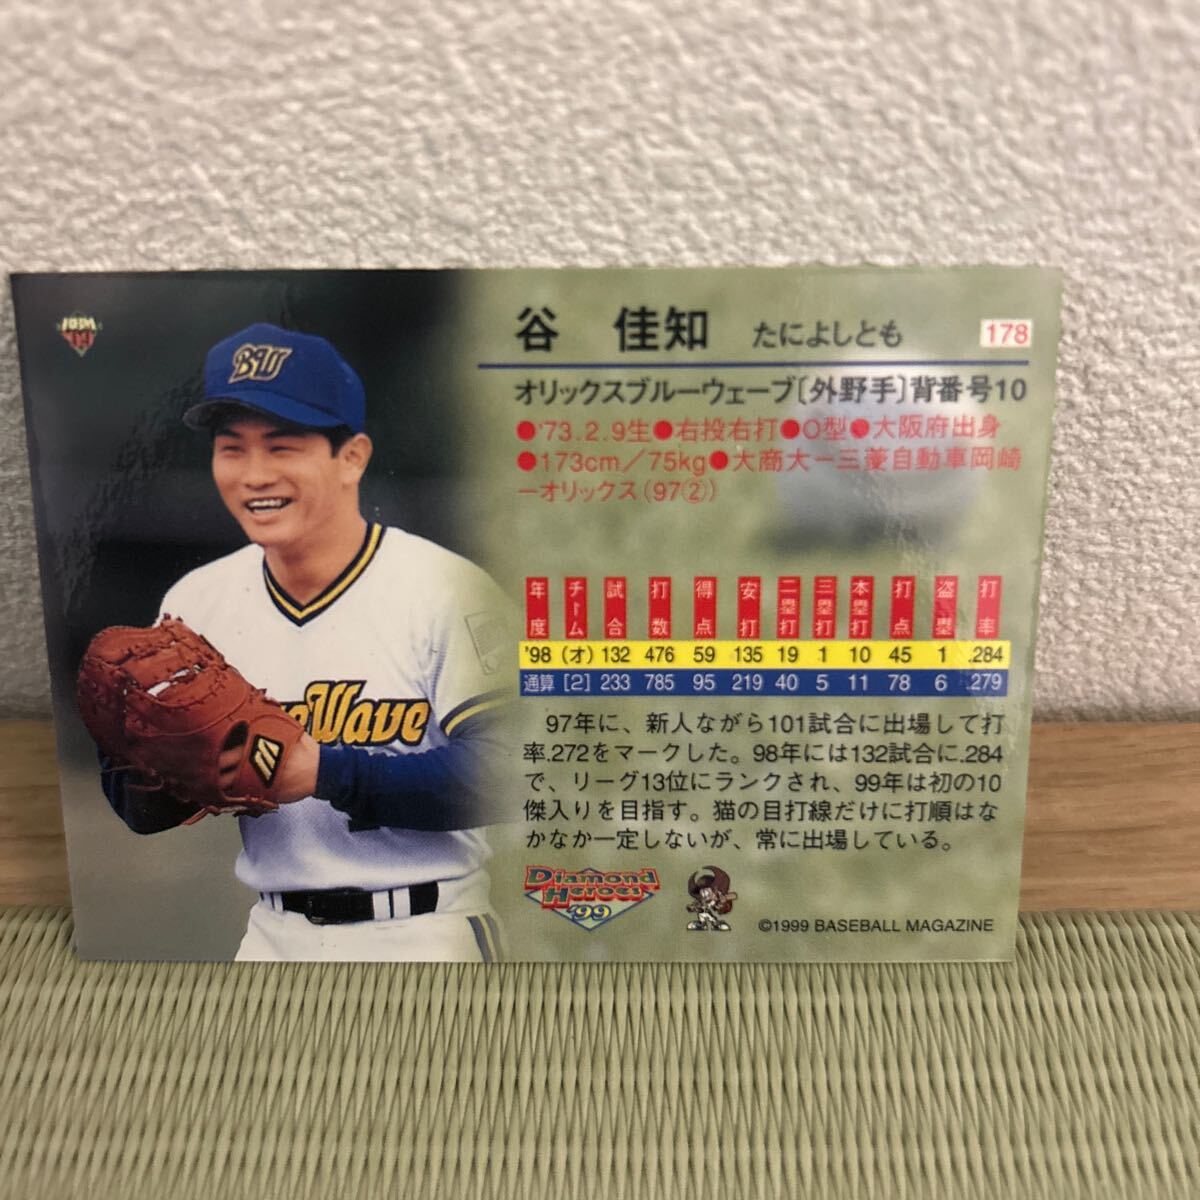 BBM
'99
BW
谷 佳知 たによしとも 178
オリックスブルーウェーブ〔外野手〕背番号10
●'73.2.9生●右投右打●O型●大阪府出身
●173cm/75kg●大商大ー三菱自動車岡崎
ーオリックス(97②)
年度 チーム 試合 打数 得点 安打 二塁打 三塁打 本塁打 打点 盗塁 打率
'98 (オ) 132 476 59 135 19 1 10 45 1 .284
通算 [2] 233 785 95 219 40 5 11 78 6 .279
97年に、新人ながら101試合に出場して打
率.272をマークした。98年には132試合に.284
で、リーグ13位にランクされ、99年は初の10
傑入りを目指す。猫の目打線だけに打順はな
かなか一定しないが、常に出場している。
Diamond
Heroes
'99
©1999 BASEBALL MAGAZINE